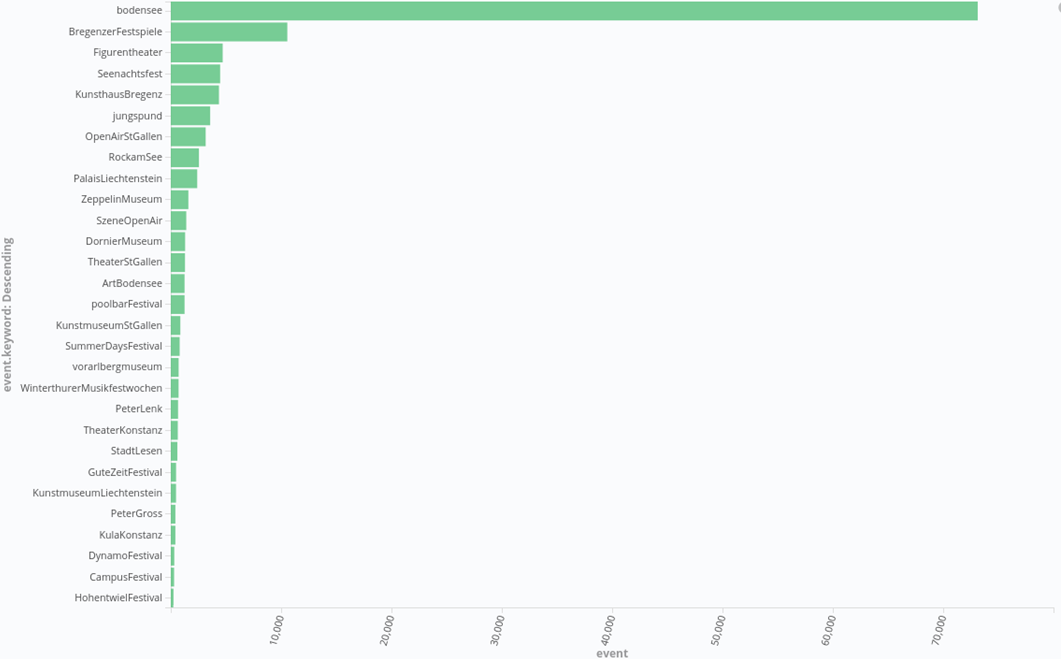 bodensee
BregenzerFestspiele
Figurentheater
Seenachtsfest
KunsthausBregenz
jungspund
OpenAirStGallen
RockamSee
PalaisLiechtenstein
ZeppelinMuseum
SzeneOpenAir
DornierMuseum
TheaterStGallen
ArtBodensee
poolbarFestival
KunstmuseumStGallen
SummerDaysFestival
vorarlbergmuseum
WinterthurerMusikfestwochen
PeterLenk
TheaterKonstanz
StadtLesen
GuteZeitFestival
KunstmuseumLiechtenstein
PeterGross
KulaKonstanz
DynamoFestival
CampusFestival
HohentwielFestival
event.keyword: Descending
10,000
20,000
30,000
40,000
50,000
60,000
70,000
event